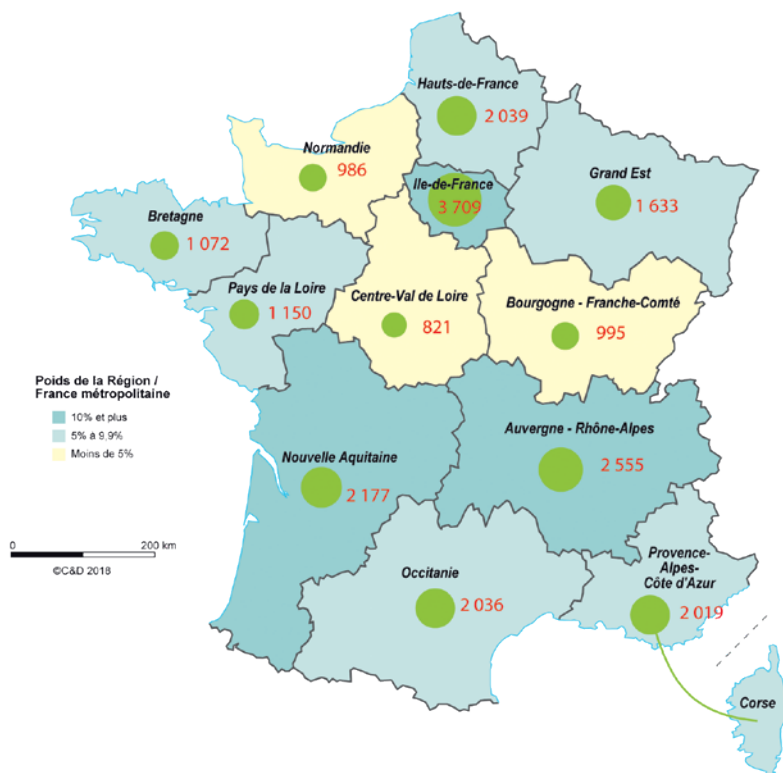 Hauts-de-France
2 039
Normandie
986
Ile-de-France
3 709
Grand Est
1 633
Bretagne
1 072
Pays de la Loire
1 150
Centre-Val de Loire
821
Bourgogne - Franche-Comté
995
Poids de la Région /
France métropolitaine
10% et plus
5% à 9,9%
Moins de 5%
Auvergne - Rhône-Alpes
2 555
Nouvelle Aquitaine
2 177
0 200 km
©C&D 2018
Occitanie
2 036
Provence-
Alpes-
Côte d'Azur
2 019
Corse